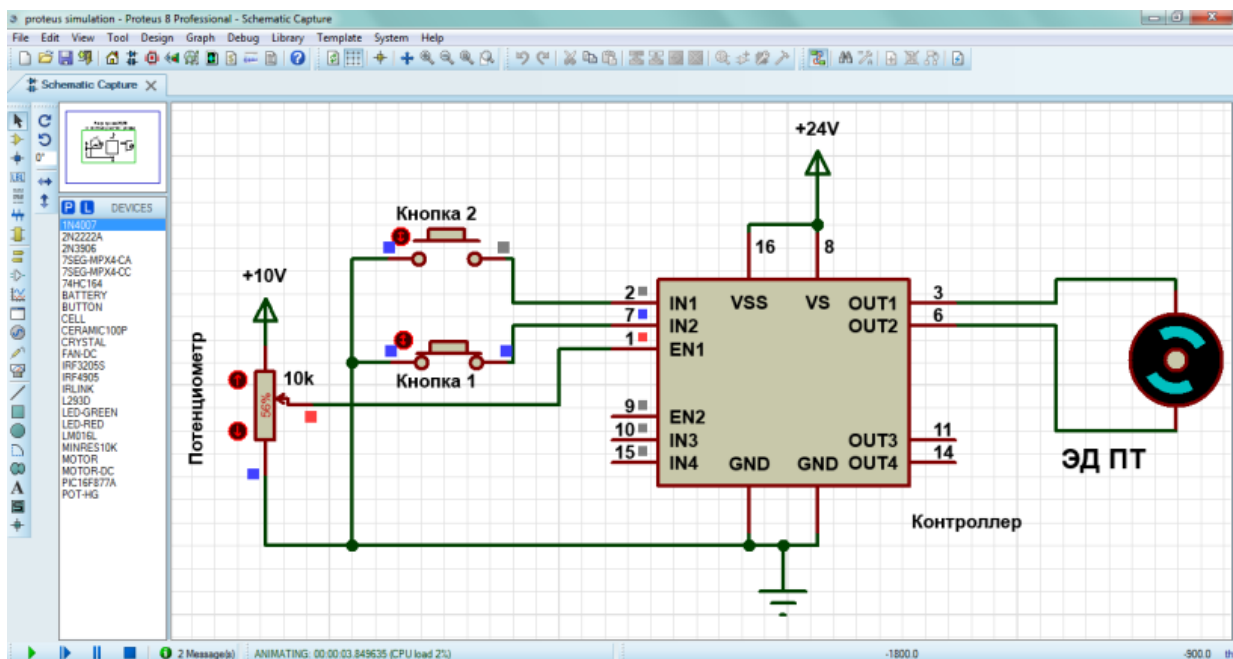 proteus simulation - Proteus 8 Professional - Schematic Capture
File Edit View Tool Design Graph Debug Library Template System Help
Schematic Capture
0°
P L DEVICES
1N4007
2N2222A
2N3906
7SEG-MPX4-CA
7SEG-MPX4-CC
74HC164
BATTERY
BUTTON
CELL
CERAMIC100P
CRYSTAL
FAN-DC
IRF3205S
IRF4905
IRLINK
L293D
LED-GREEN
LED-RED
LM016L
MINRES10K
MOTOR
MOTOR-DC
PIC16F877A
POT-HG
+24V
Кнопка 2
16 8
+10V
2 IN1 VSS VS OUT1 3
7 IN2 OUT2 6
1 EN1
Кнопка 1
Потенциометр
10k
56%
9 EN2
10 IN3 OUT3 11
15 IN4 GND GND OUT4 14
ЭД ПТ
Контроллер
2 Message(s) ANIMATING: 00:00:03.849635 (CPU load 2%) -1800.0 -900.0 th